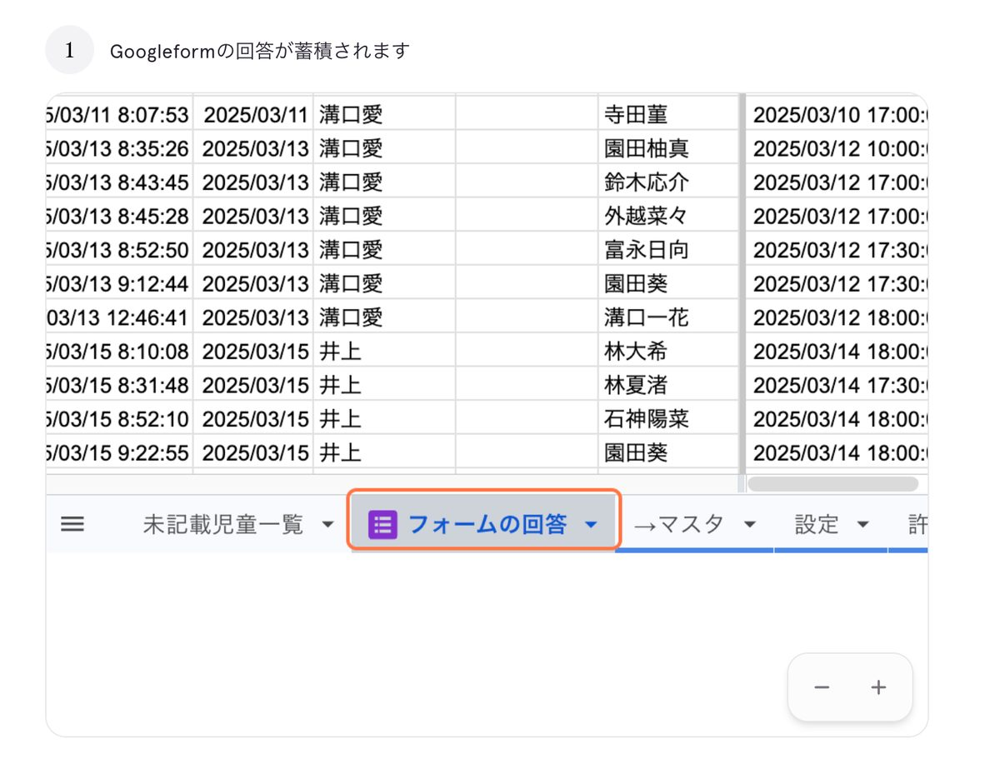 1 Googleformの回答が蓄積されます
5/03/11 8:07:53 2025/03/11 溝口愛 寺田菫 2025/03/10 17:00:
5/03/13 8:35:26 2025/03/13 溝口愛 園田柚真 2025/03/12 10:00:
5/03/13 8:43:45 2025/03/13 溝口愛 鈴木応介 2025/03/12 17:00:
5/03/13 8:45:28 2025/03/13 溝口愛 外越菜々 2025/03/12 17:00:
5/03/13 8:52:50 2025/03/13 溝口愛 富永日向 2025/03/12 17:30:
5/03/13 9:12:44 2025/03/13 溝口愛 園田葵 2025/03/12 17:30:
03/13 12:46:41 2025/03/13 溝口愛 溝口一花 2025/03/12 18:00:
5/03/15 8:10:08 2025/03/15 井上 林大希 2025/03/14 18:00:
5/03/15 8:31:48 2025/03/15 井上 林夏渚 2025/03/14 17:30:
5/03/15 8:52:10 2025/03/15 井上 石神陽菜 2025/03/14 18:00:
5/03/15 9:22:55 2025/03/15 井上 園田葵 2025/03/14 18:00:
未記載児童一覧 フォームの回答 →マスタ 設定 許